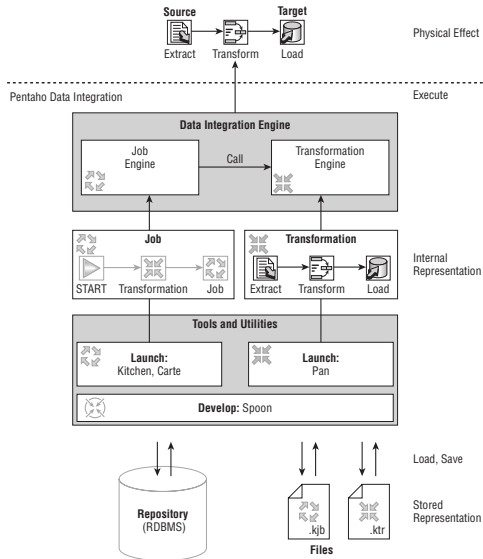 Source Target
Physical Effect
Extract Transform Load
Pentaho Data Integration Execute
Data Integration Engine
Job
Engine
Call
Transformation
Engine
Job
START Transformation Job
Transformation
Extract Transform Load
Internal
Representation
Tools and Utilities
Launch:
Kitchen, Carte
Launch:
Pan
Develop: Spoon
Load, Save
Repository
(RDBMS)
.kjb
.ktr
Files
Stored
Representation